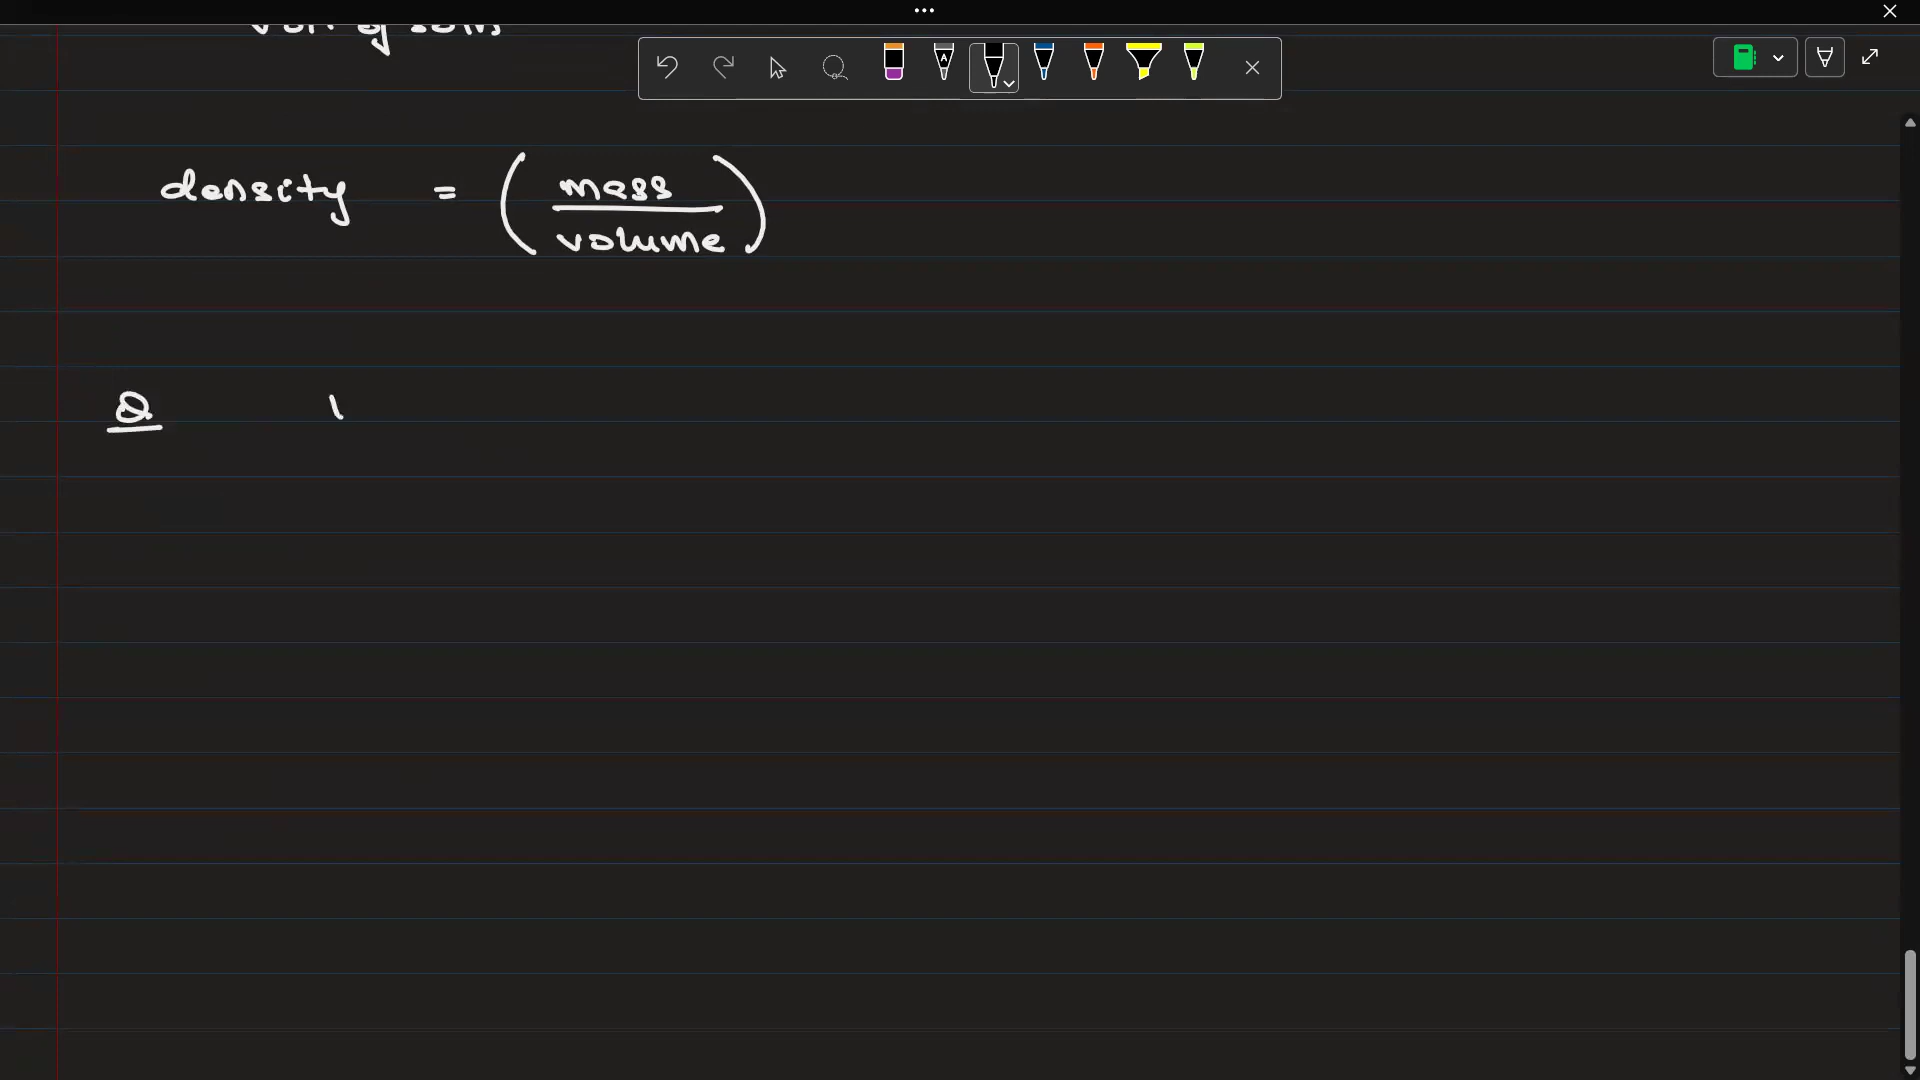 density = (mass / volume)
Q